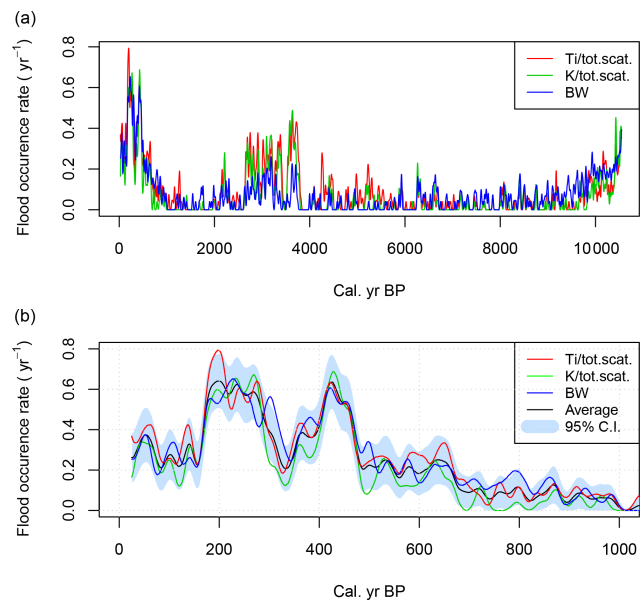 (a)
Flood occurence rate ( yr⁻¹)
0.8
0.6
0.4
0.2
0.0
Ti/tot.scat.
K/tot.scat.
BW
0 2000 4000 6000 8000 10000
Cal. yr BP
(b)
Flood occurence rate ( yr⁻¹)
0.8
0.6
0.4
0.2
0.0
Ti/tot.scat.
K/tot.scat.
BW
Average
95% C.I.
0 200 400 600 800 1000
Cal. yr BP